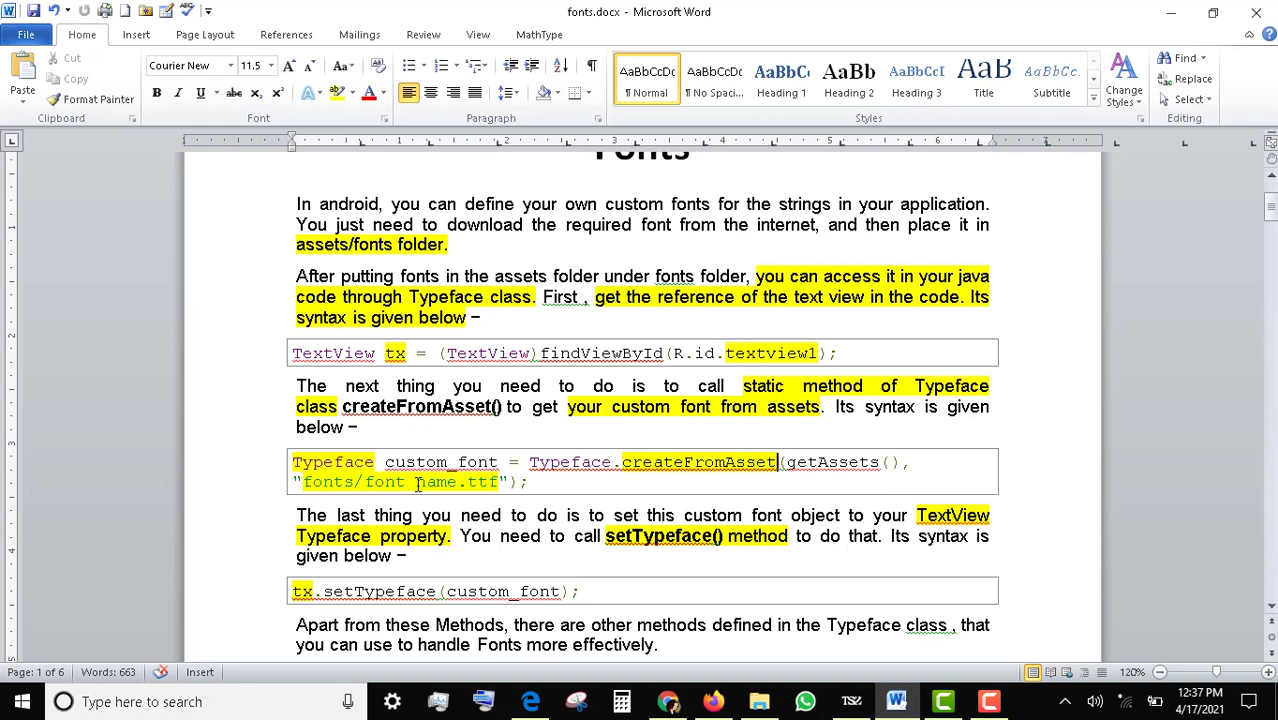 fonts.docx - Microsoft Word
File Home Insert Page Layout References Mailings Review View MathType
Paste
Cut
Copy
Format Painter
Clipboard
Courier New 11.5
Font
Paragraph
AaBbCcDc AaBbCcDc AaBbC AaBb AaBbCcI AaB AaBbCcDc.
¶ Normal ¶ No Spaci... Heading 1 Heading 2 Heading 3 Title Subtitle
Styles
Change
Styles
Find
Replace
Select
Editing
Fonts
In android, you can define your own custom fonts for the strings in your application.
You just need to download the required font from the internet, and then place it in
assets/fonts folder.
After putting fonts in the assets folder under fonts folder, you can access it in your java
code through Typeface class. First , get the reference of the text view in the code. Its
syntax is given below −
TextView tx = (TextView)findViewById(R.id.textview1);
The next thing you need to do is to call static method of Typeface
class createFromAsset() to get your custom font from assets. Its syntax is given
below −
Typeface custom_font = Typeface.createFromAsset(getAssets(),
"fonts/font name.ttf");
The last thing you need to do is to set this custom font object to your TextView
Typeface property. You need to call setTypeface() method to do that. Its syntax is
given below −
tx.setTypeface(custom_font);
Apart from these Methods, there are other methods defined in the Typeface class , that
you can use to handle Fonts more effectively.
Page: 1 of 6 Words: 663 Insert 120%
Type here to search
12:37 PM
4/17/2021